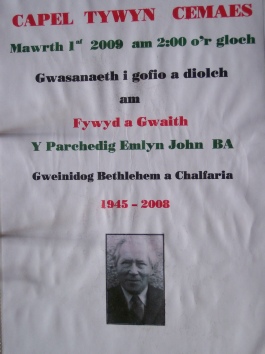 CAPEL TYWYN CEMAES
Mawrth 1st 2009 am 2:00 o'r gloch
Gwasanaeth i gofio a diolch
am
Fywyd a Gwaith
Y Parchedig Emlyn John BA
Gweinidog Bethlehem a Chalfaria
1945 – 2008